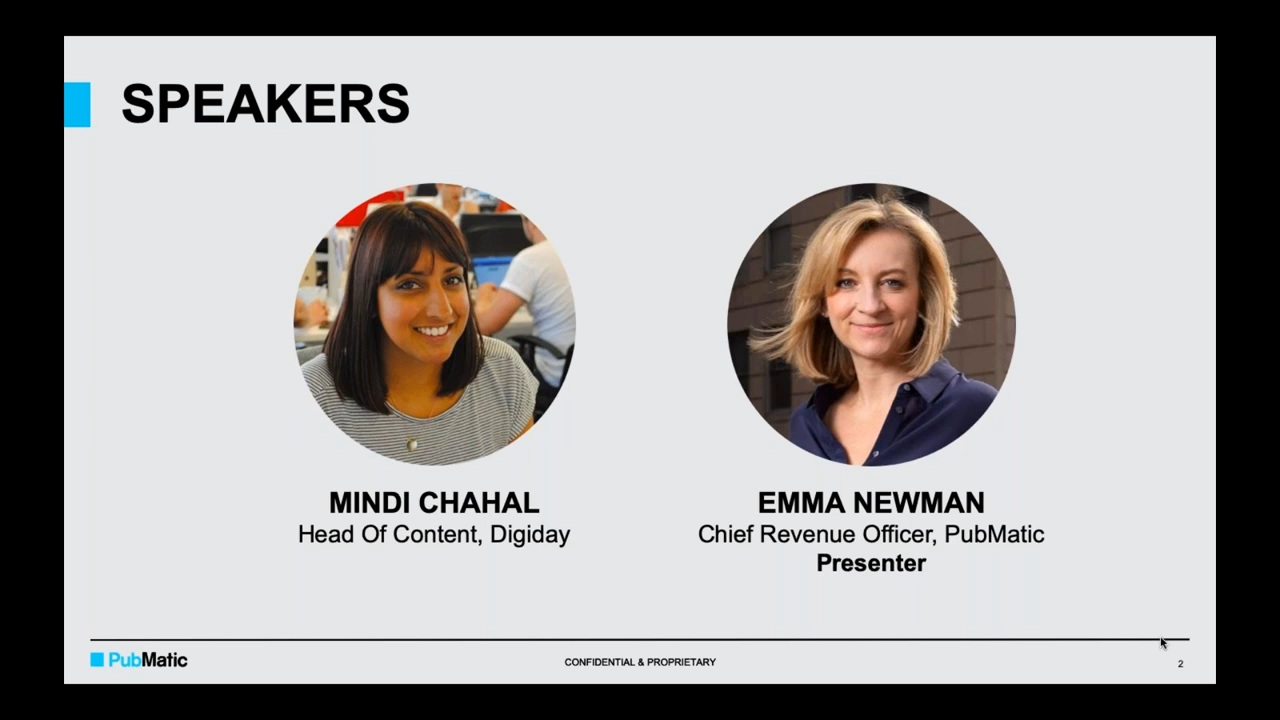 SPEAKERS
MINDI CHAHAL
Head Of Content, Digiday
EMMA NEWMAN
Chief Revenue Officer, PubMatic
Presenter
PubMatic
CONFIDENTIAL & PROPRIETARY
2